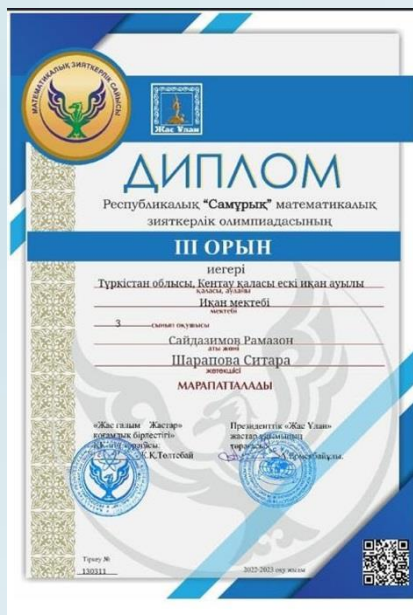 МАТЕМАТИКАЛЫҚ ЗИЯТКЕРЛІК САЙЫСЫ
Жас Ұлан
ДИПЛОМ
Республикалық "Самұрық" математикалық
зияткерлік олимпиадасының
III ОРЫН
иегері
Түркістан облысы, Кентау қаласы ескі иқан ауылы
қаласы, ауданы
Иқан мектебі
мектебі
3 сынып оқушысы
Сайдазимов Рамазон
аты жөні
Шарапова Ситара
жетекшісі
МАРАПАТТАЛАДЫ
«Жас ғалым Жастар»
қоғамдық бірлестігі»
Қ.Қ.Төлтебай
Президенттік «Жас Ұлан»
жастар ұйымының
төрағасы
Тіркеу №
130311
2022-2023 оқу жылы